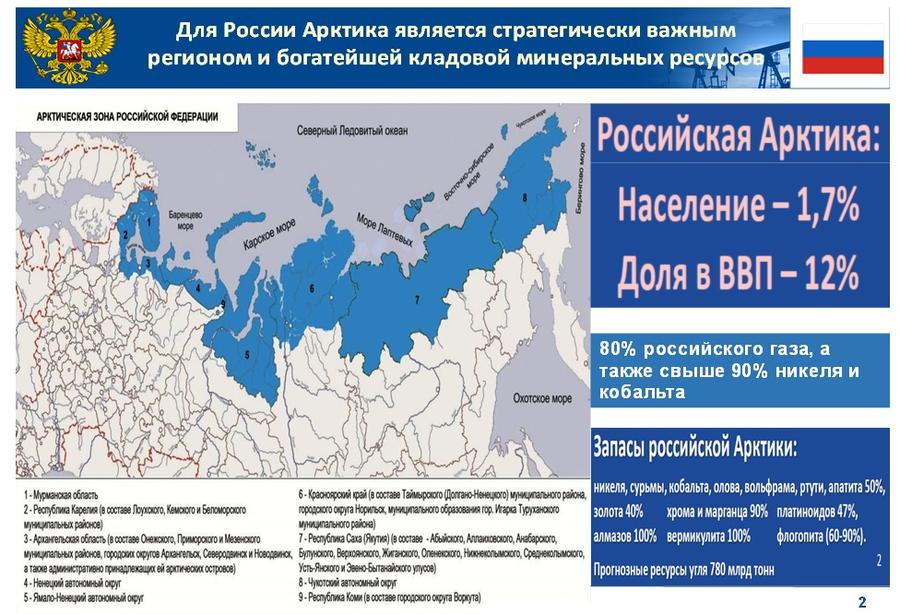 Для России Арктика является стратегически важным
регионом и богатейшей кладовой минеральных ресурсов
АРКТИЧЕСКАЯ ЗОНА РОССИЙСКОЙ ФЕДЕРАЦИИ
Северный Ледовитый океан
Чукотское море
Восточно-сибирское
море
Берингово море
Баренцево
море
Карское море
Море Лаптевых
Охотское море
1
2
3
4
9
5
6
7
8
Российская Арктика:
Население – 1,7%
Доля в ВВП – 12%
80% российского газа, а
также свыше 90% никеля и
кобальта
Запасы российской Арктики:
никеля, сурьмы, кобальта, олова, вольфрама, ртути, апатита 50%,
золота 40% хрома и марганца 90% платиноидов 47%,
алмазов 100% вермикулита 100% флогопита (60-90%).
Прогнозные ресурсы угля 780 млрд тонн
2
1 - Мурманская область
2 - Республика Карелия (в составе Лоухского, Кемского и Беломорского
муниципальных районов)
3 - Архангельская область (в составе Онежского, Приморского и Мезенского
муниципальных районов, городских округов Архангельск, Северодвинск и Новодвинск,
а также административно принадлежащей ей арктических островов)
4 - Ненецкий автономный округ
5 - Ямало-Ненецкий автономный округ
6 - Красноярский край (в составе Таймырского (Долгано-Ненецкого) муниципального района,
городского округа Норильск, муниципального образования гор. Игарка Туруханского
муниципального района)
7 - Республика Саха (Якутия) (в составе - Абыйского, Аллаиховского, Анабарского,
Булунского, Верхоянского, Жиганского, Оленекского, Нижнеколымского, Среднеколымского,
Усть-Янского и Эвено-Бытанайского улусов)
8 - Чукотский автономный округ
9 - Республика Коми (в составе городского округа Воркута)
2